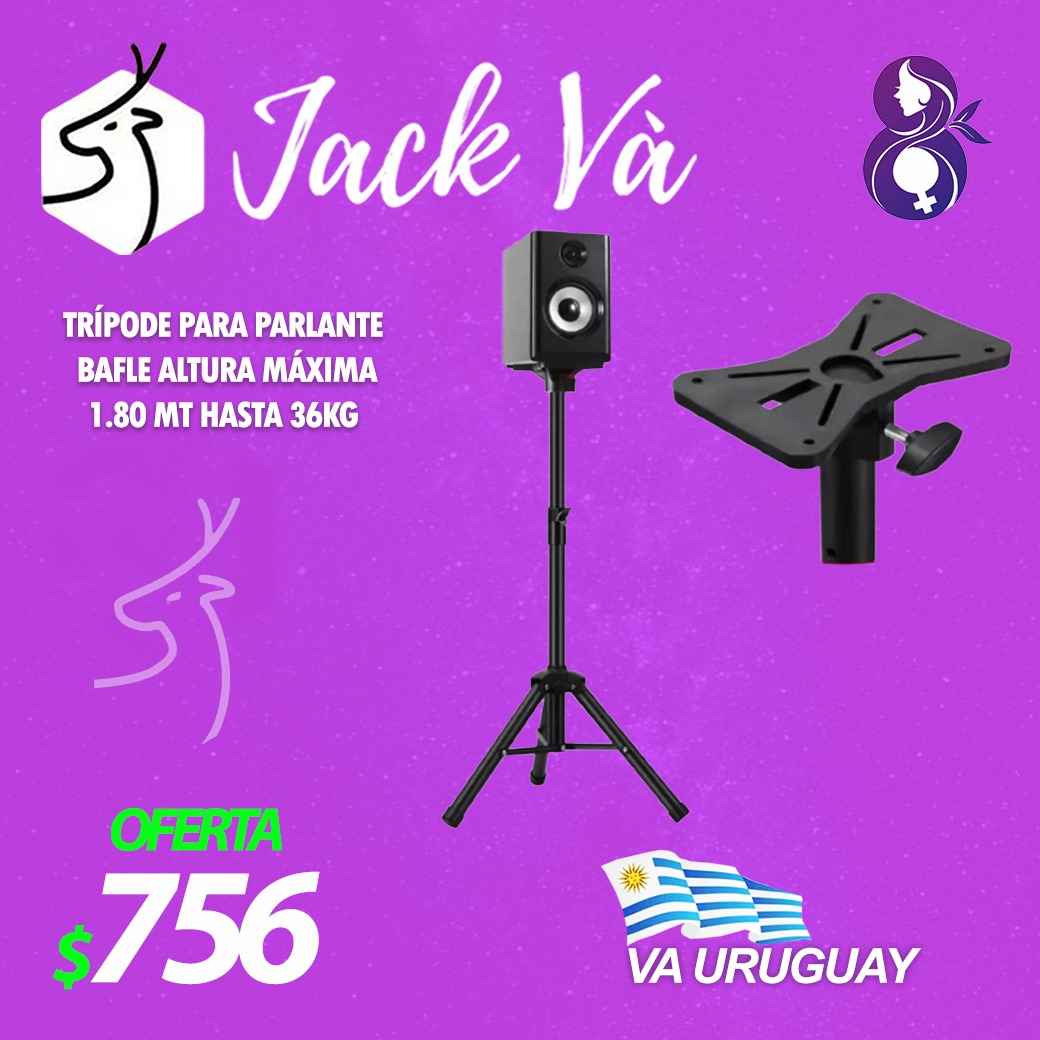 Jack Và
TRÍPODE PARA PARLANTE
BAFLE ALTURA MÁXIMA
1.80 MT HASTA 36KG
OFERTA
$756
VA URUGUAY